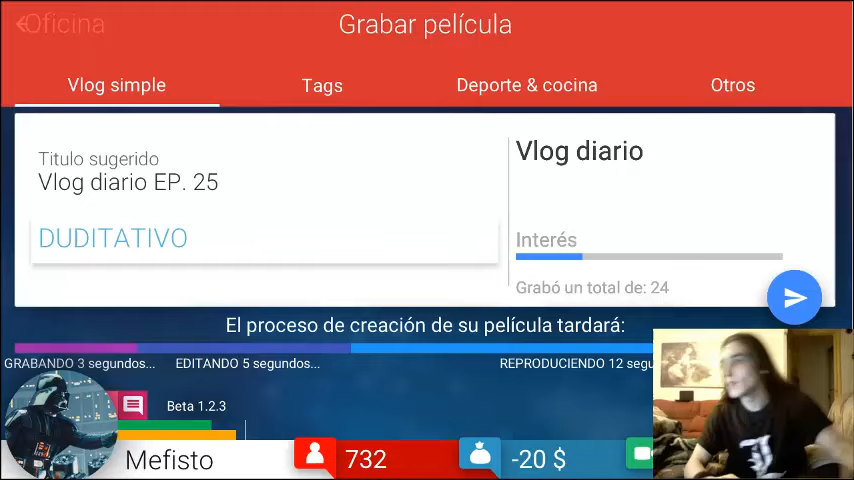 Oficina
Grabar película
Vlog simple
Tags
Deporte & cocina
Otros
Titulo sugerido
Vlog diario EP. 25
DUDITATIVO
Vlog diario
Interés
Grabó un total de: 24
El proceso de creación de su película tardará:
GRABANDO 3 segundos...
EDITANDO 5 segundos...
REPRODUCIENDO 12 segu
Beta 1.2.3
Mefisto
732
-20 $